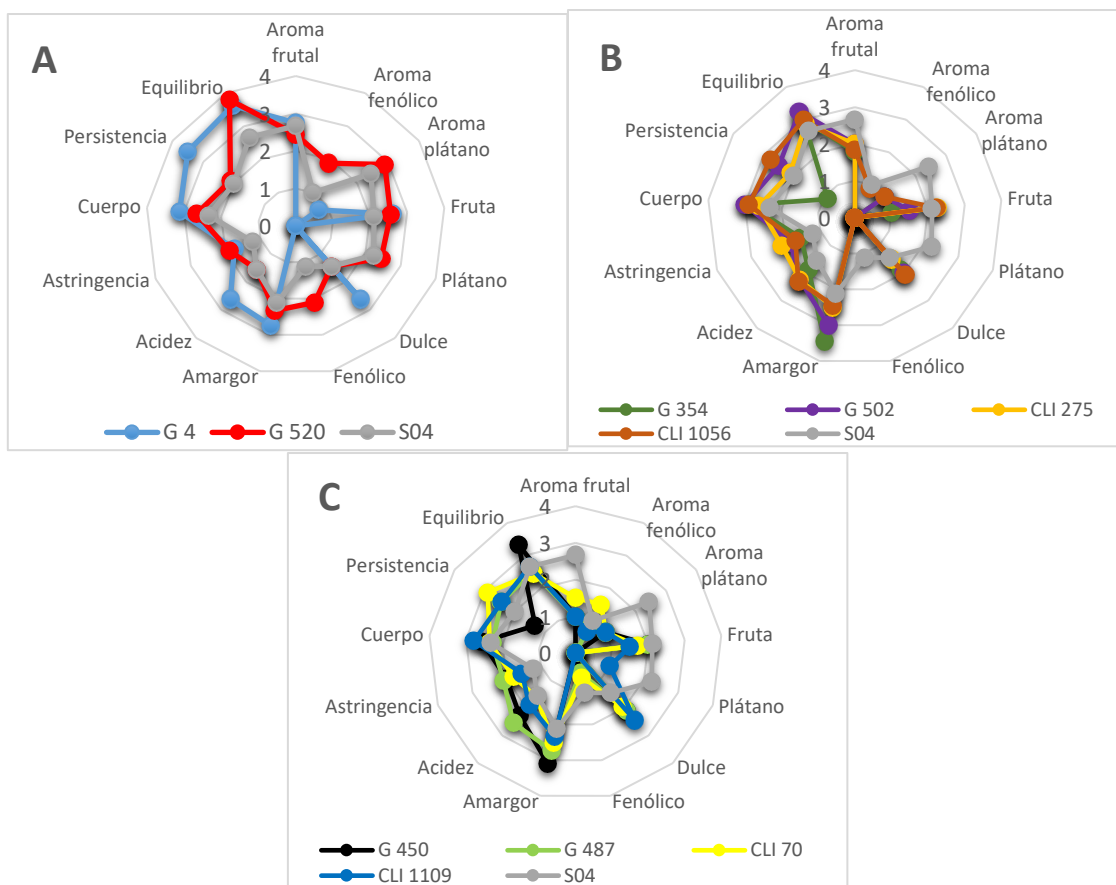 A
Aroma
frutal
Aroma
fenólico
Aroma
plátano
Fruta
Plátano
Dulce
Fenólico
Amargor
Acidez
Astringencia
Cuerpo
Persistencia
Equilibrio
4
3
2
1
0
G 4 G 520 S04
B
Aroma
frutal
Aroma
fenólico
Aroma
plátano
Fruta
Plátano
Dulce
Fenólico
Amargor
Acidez
Astringencia
Cuerpo
Persistencia
Equilibrio
4
3
2
1
0
G 354 G 502 CLI 275
CLI 1056 S04
C
Aroma frutal
Aroma
fenólico
Aroma
plátano
Fruta
Plátano
Dulce
Fenólico
Amargor
Acidez
Astringencia
Cuerpo
Persistencia
Equilibrio
4
3
2
1
0
G 450 G 487 CLI 70
CLI 1109 S04